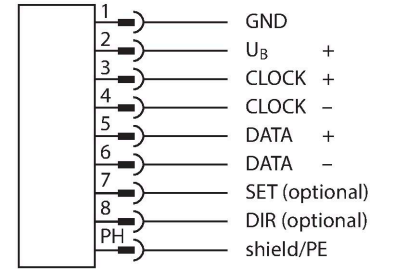 1 GND
2 U_B +
3 CLOCK +
4 CLOCK –
5 DATA +
6 DATA –
7 SET (optional)
8 DIR (optional)
PH shield/PE